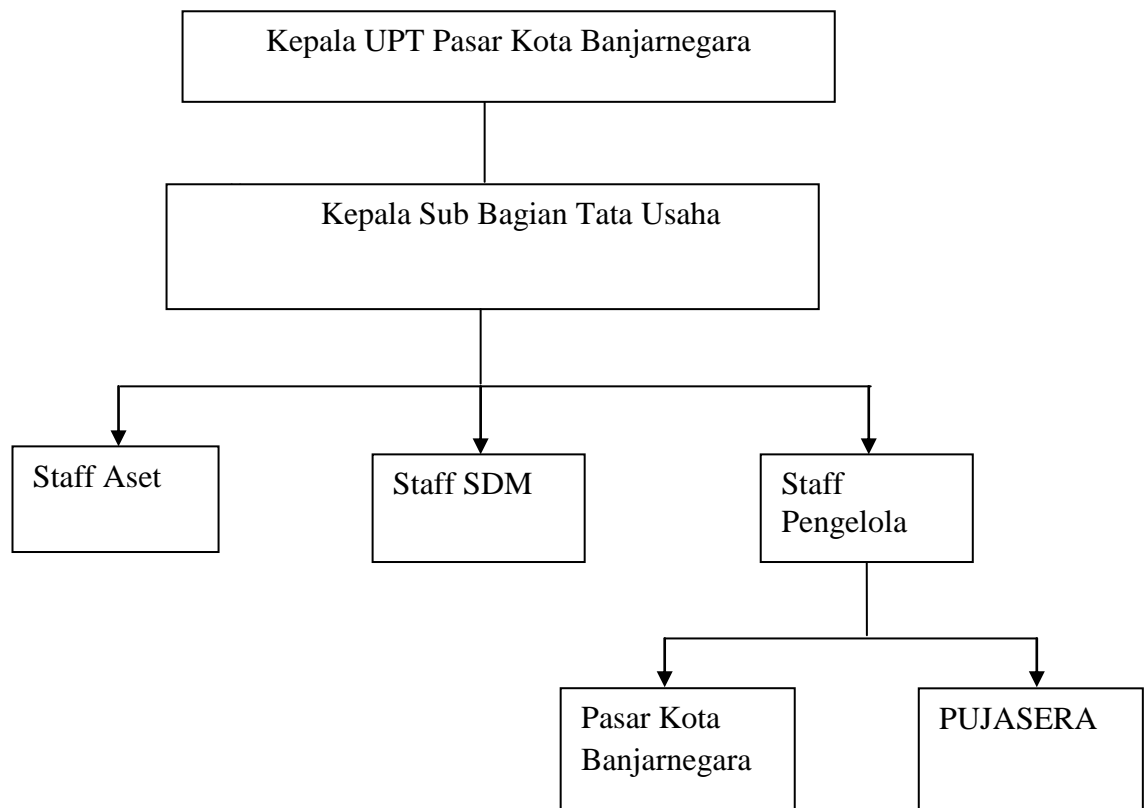 Kepala UPT Pasar Kota Banjarnegara
Kepala Sub Bagian Tata Usaha
Staff Aset
Staff SDM
Staff
Pengelola
Pasar Kota
Banjarnegara
PUJASERA